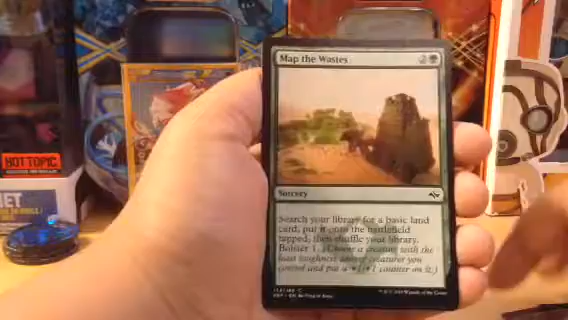 Map the Wastes
2
Sorcery
Search your library for a basic land
card, put it onto the battlefield
tapped, then shuffle your library.
Bolster 1. (Choose a creature with the
least toughness among creatures you
control and put a +1/+1 counter on it.)
HOT TOPIC